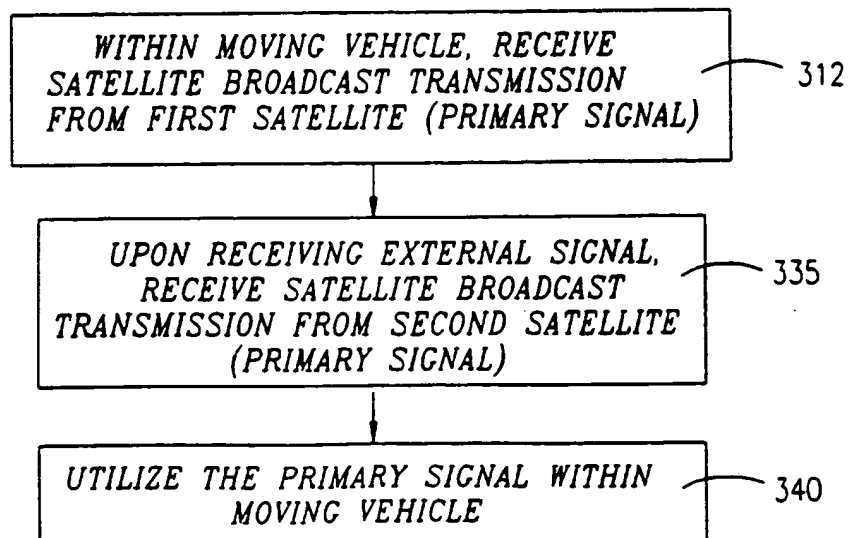 WITHIN MOVING VEHICLE, RECEIVE
SATELLITE BROADCAST TRANSMISSION
FROM FIRST SATELLITE (PRIMARY SIGNAL)
312
UPON RECEIVING EXTERNAL SIGNAL,
RECEIVE SATELLITE BROADCAST
TRANSMISSION FROM SECOND SATELLITE
(PRIMARY SIGNAL)
335
UTILIZE THE PRIMARY SIGNAL WITHIN
MOVING VEHICLE
340